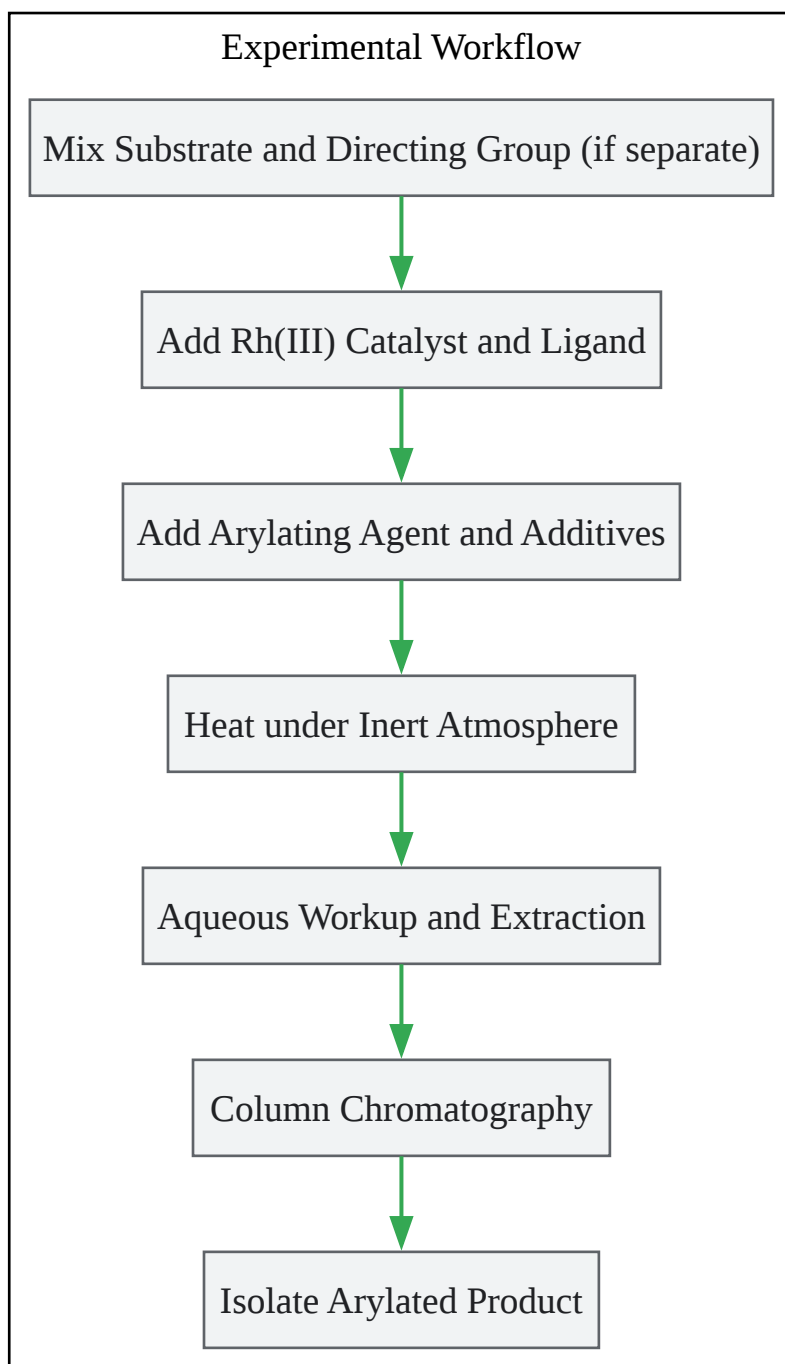 Experimental Workflow
Mix Substrate and Directing Group (if separate)
Add Rh(III) Catalyst and Ligand
Add Arylating Agent and Additives
Heat under Inert Atmosphere
Aqueous Workup and Extraction
Column Chromatography
Isolate Arylated Product